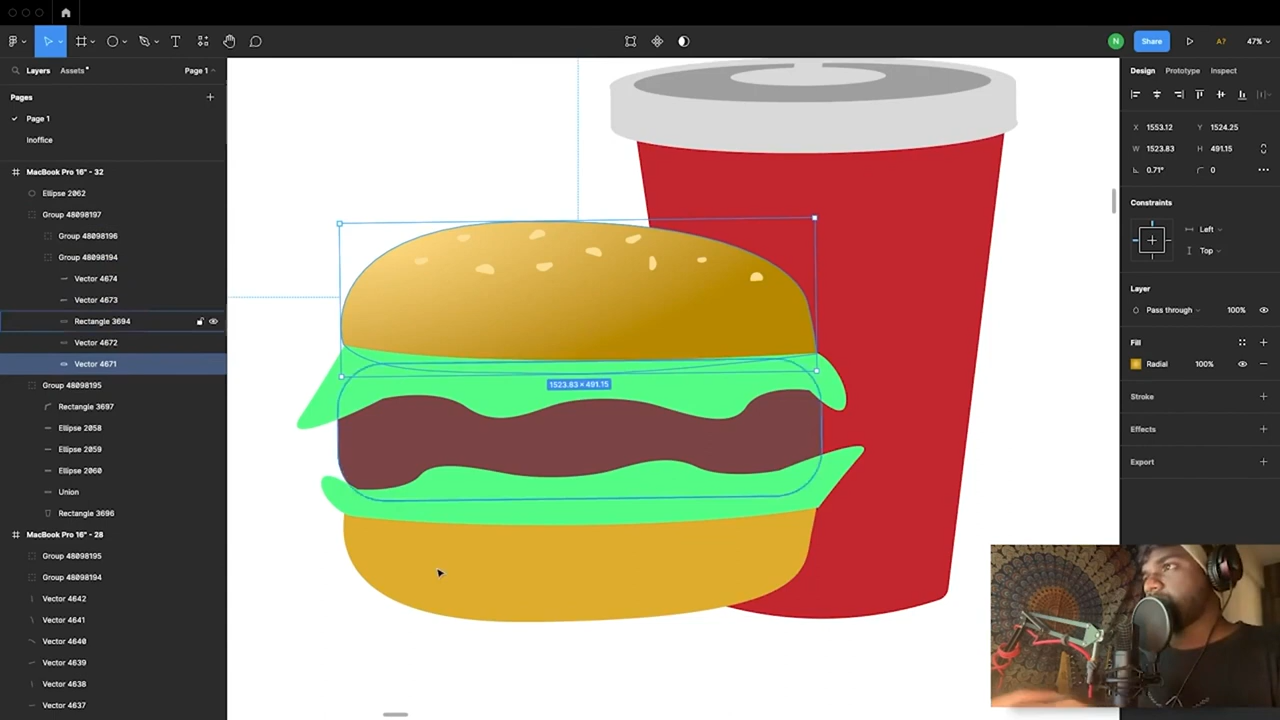 N
Share
A?
47%
Layers
Assets
Page 1
Pages
Page 1
Inoffice
MacBook Pro 16" - 32
Ellipse 2062
Group 48098197
Group 48098196
Group 48098194
Vector 4674
Vector 4673
Rectangle 3694
Vector 4672
Vector 4671
Group 48098195
Rectangle 3697
Ellipse 2058
Ellipse 2059
Ellipse 2060
Union
Rectangle 3696
MacBook Pro 16" - 28
Group 48098195
Group 48098194
Vector 4642
Vector 4641
Vector 4640
Vector 4639
Vector 4638
Vector 4637
1523.83 × 491.15
Design
Prototype
Inspect
X 1553.12 Y 1524.25
W 1523.83 H 491.15
0.71° 0
Constraints
Left
Top
Layer
Pass through 100%
Fill
Radial 100%
Stroke
Effects
Export